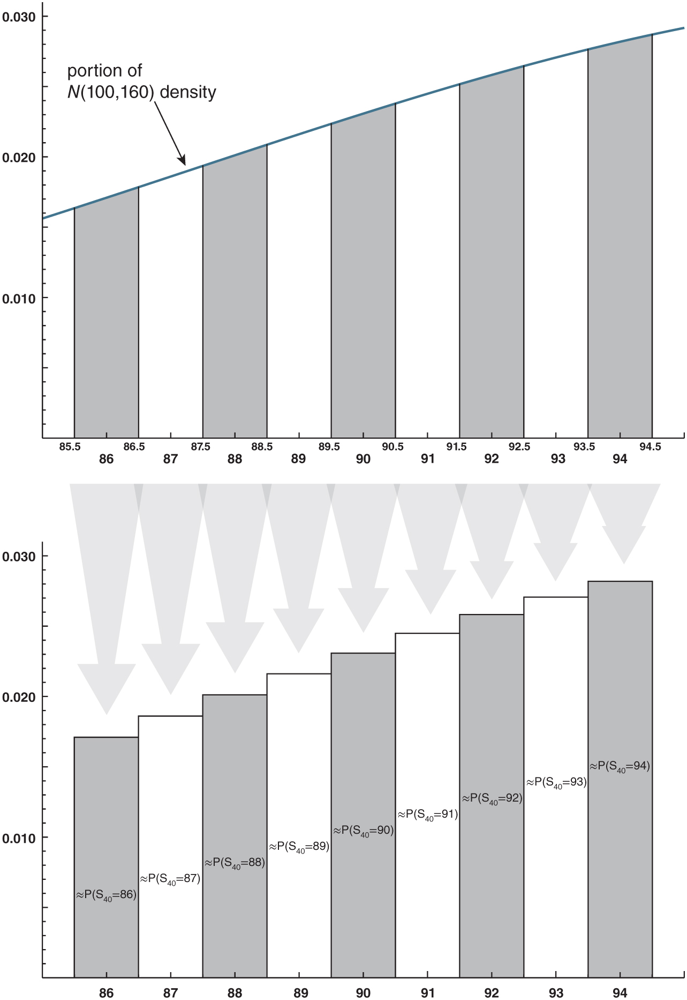 0.030
portion of
N(100,160) density
0.020
0.010
85.5 86.5 87.5 88.5 89.5 90.5 91.5 92.5 93.5 94.5
86 87 88 89 90 91 92 93 94
0.030
0.020
≈P(S40=94)
≈P(S40=93)
≈P(S40=92)
≈P(S40=91)
≈P(S40=90)
0.010
≈P(S40=89)
≈P(S40=88)
≈P(S40=87)
≈P(S40=86)
86 87 88 89 90 91 92 93 94